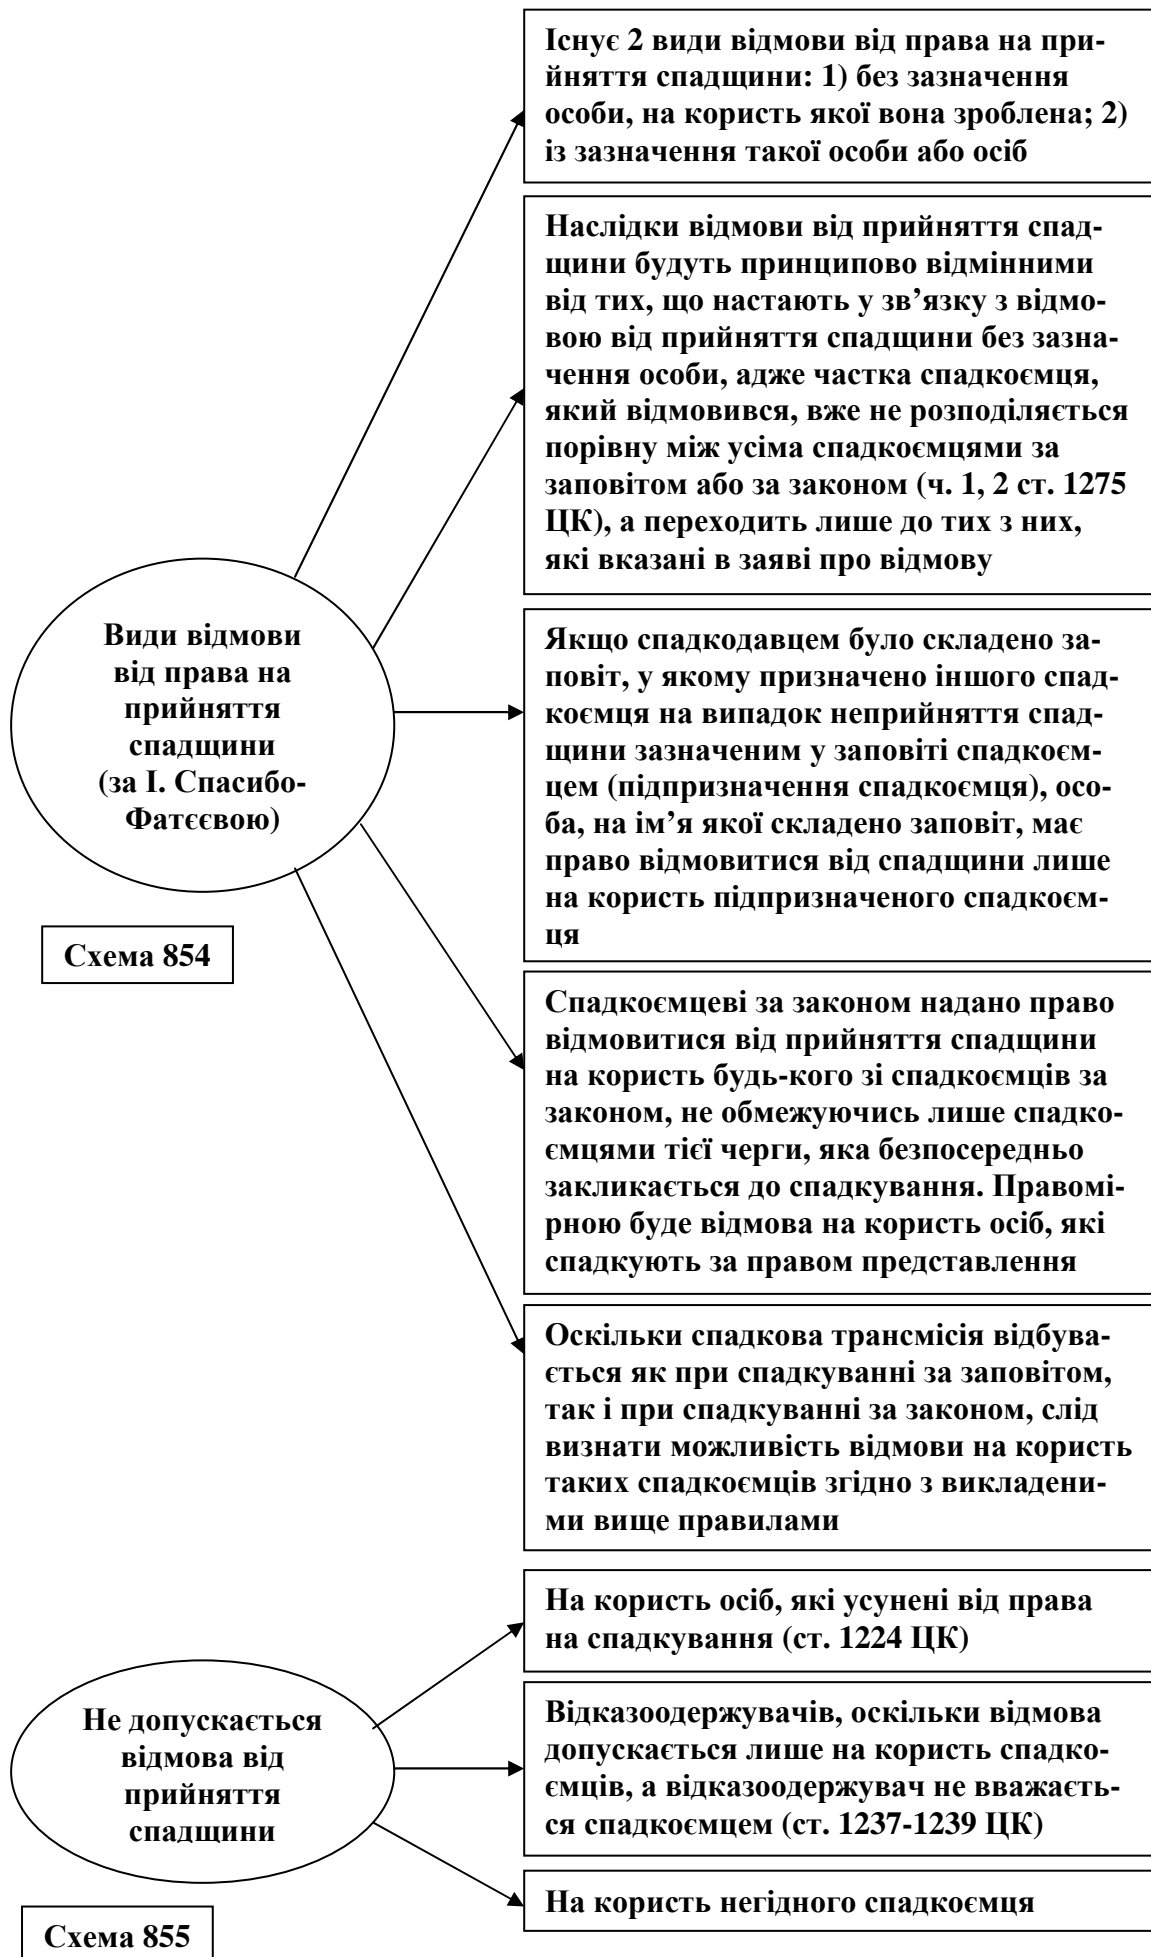 Існує 2 види відмови від права на при-
йняття спадщини: 1) без зазначення
особи, на користь якої вона зроблена; 2)
із зазначення такої особи або осіб
Наслідки відмови від прийняття спад-
щини будуть принципово відмінними
від тих, що настають у зв’язку з відмо-
вою від прийняття спадщини без зазна-
чення особи, адже частка спадкоємця,
який відмовився, вже не розподіляється
порівну між усіма спадкоємцями за
заповітом або за законом (ч. 1, 2 ст. 1275
ЦК), а переходить лише до тих з них,
які вказані в заяві про відмову
Види відмови
від права на
прийняття
спадщини
(за І. Спасибо-
Фатєєвою)
Якщо спадкодавцем було складено за-
повіт, у якому призначено іншого спад-
коємця на випадок неприйняття спад-
щини зазначеним у заповіті спадкоєм-
цем (підпризначення спадкоємця), осо-
ба, на ім’я якої складено заповіт, має
право відмовитися від спадщини лише
на користь підпризначеного спадкоєм-
ця
Схема 854
Спадкоємцеві за законом надано право
відмовитися від прийняття спадщини
на користь будь-кого зі спадкоємців за
законом, не обмежуючись лише спадко-
ємцями тієї черги, яка безпосередньо
закликається до спадкування. Правомі-
рною буде відмова на користь осіб, які
спадкують за правом представлення
Оскільки спадкова трансмісія відбува-
ється як при спадкуванні за заповітом,
так і при спадкуванні за законом, слід
визнати можливість відмови на користь
таких спадкоємців згідно з викладени-
ми вище правилами
Не допускається
відмова від
прийняття
спадщини
На користь осіб, які усунені від права
на спадкування (ст. 1224 ЦК)
Відказоодержувачів, оскільки відмова
допускається лише на користь спадко-
ємців, а відказоодержувач не вважаєть-
ся спадкоємцем (ст. 1237-1239 ЦК)
На користь негідного спадкоємця
Схема 855